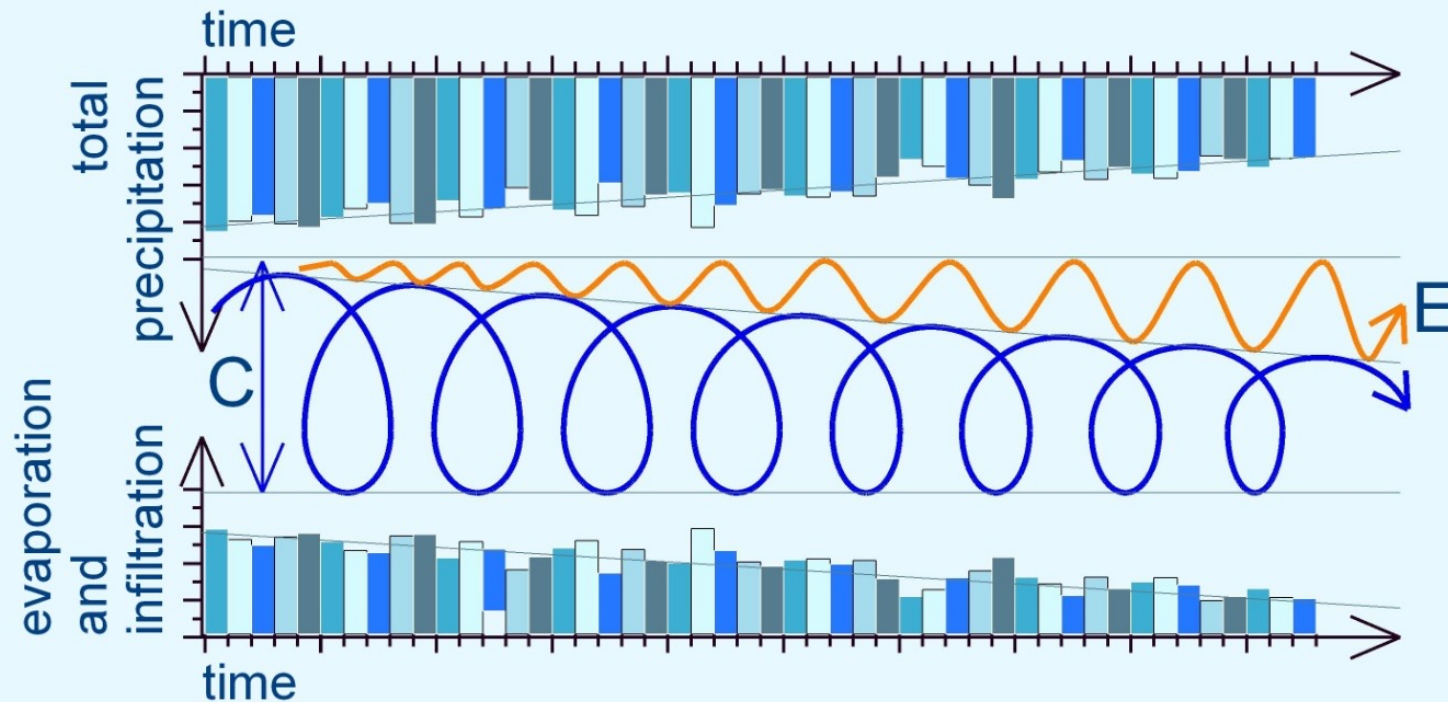 time
total
precipitation
C
E
evaporation
and
infiltration
time